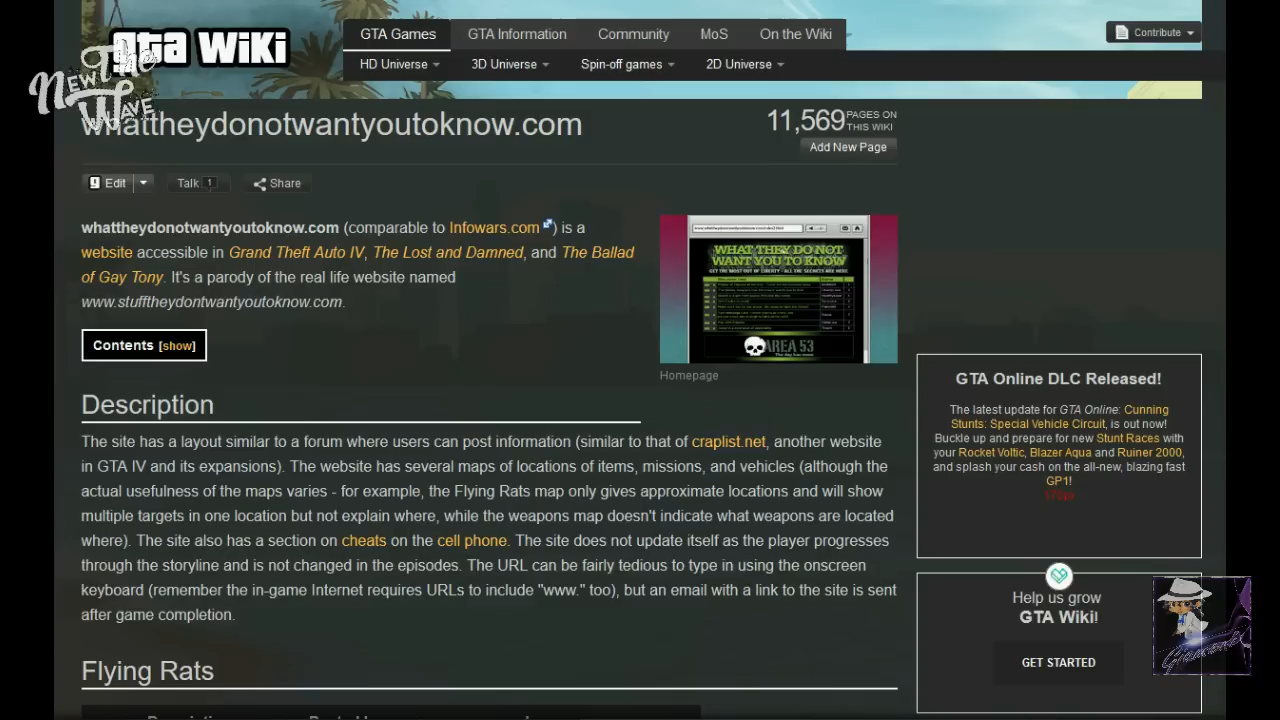 GTA Games
GTA Information
Community
MoS
On the Wiki
Contribute
gta Wiki
HD Universe
3D Universe
Spin-off games
2D Universe
The
New
Wave
whattheydonotwantyoutoknow.com
11,569 PAGES ON THIS WIKI
Add New Page
Edit
Talk 1
Share
whattheydonotwantyoutoknow.com (comparable to Infowars.com) is a
website accessible in Grand Theft Auto IV, The Lost and Damned, and The Ballad
of Gay Tony. It's a parody of the real life website named
www.stufftheydontwantyoutoknow.com.
WHAT THEY DO NOT
WANT YOU TO KNOW
GET THE MOST OUT OF LIBERTY - ALL THE SECRETS ARE HERE
AREA 53
Homepage
Contents [show]
Description
The site has a layout similar to a forum where users can post information (similar to that of craplist.net, another website
in GTA IV and its expansions). The website has several maps of locations of items, missions, and vehicles (although the
actual usefulness of the maps varies - for example, the Flying Rats map only gives approximate locations and will show
multiple targets in one location but not explain where, while the weapons map doesn't indicate what weapons are located
where). The site also has a section on cheats on the cell phone. The site does not update itself as the player progresses
through the storyline and is not changed in the episodes. The URL can be fairly tedious to type in using the onscreen
keyboard (remember the in-game Internet requires URLs to include "www." too), but an email with a link to the site is sent
after game completion.
Flying Rats
GTA Online DLC Released!
The latest update for GTA Online: Cunning
Stunts: Special Vehicle Circuit, is out now!
Buckle up and prepare for new Stunt Races with
your Rocket Voltic, Blazer Aqua and Ruiner 2000,
and splash your cash on the all-new, blazing fast
GP1!
170px
Help us grow
GTA Wiki!
GET STARTED